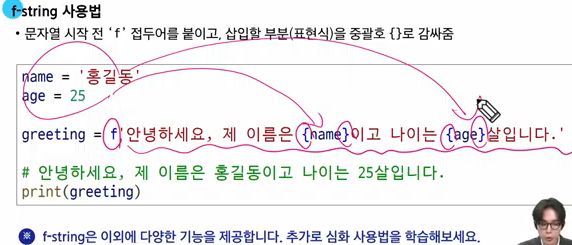 f-string 사용법
• 문자열 시작 전 'f' 접두어를 붙이고, 삽입할 부분(표현식)을 중괄호 {}로 감싸줌
name = '홍길동'
age = 25
greeting = f'안녕하세요, 제 이름은 {name}이고 나이는 {age}살입니다.'
# 안녕하세요, 제 이름은 홍길동이고 나이는 25살입니다.
print(greeting)
※ f-string은 이외에 다양한 기능을 제공합니다. 추가로 심화 사용법을 학습해보세요.